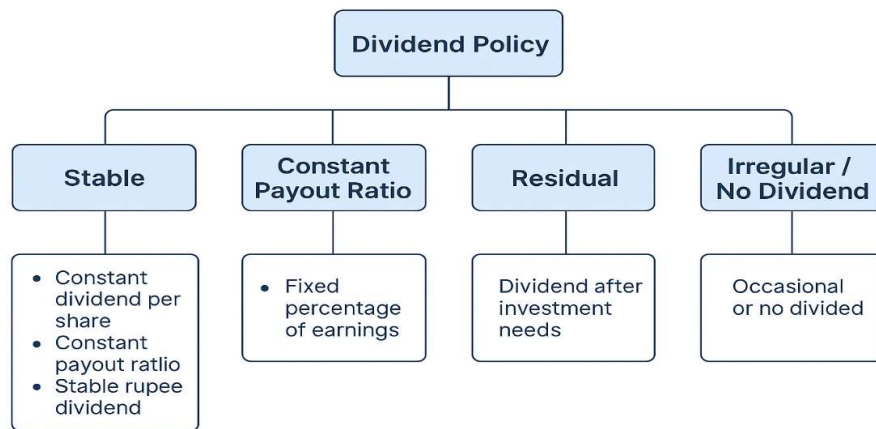 Dividend Policy
Stable
Constant
Payout Ratio
Residual
Irregular /
No Dividend
• Constant
dividend per
share
• Constant
payout ratlio
• Stable rupee
dividend
• Fixed
percentage
of earnings
Dividend after
investment
needs
Occasional
or no divided